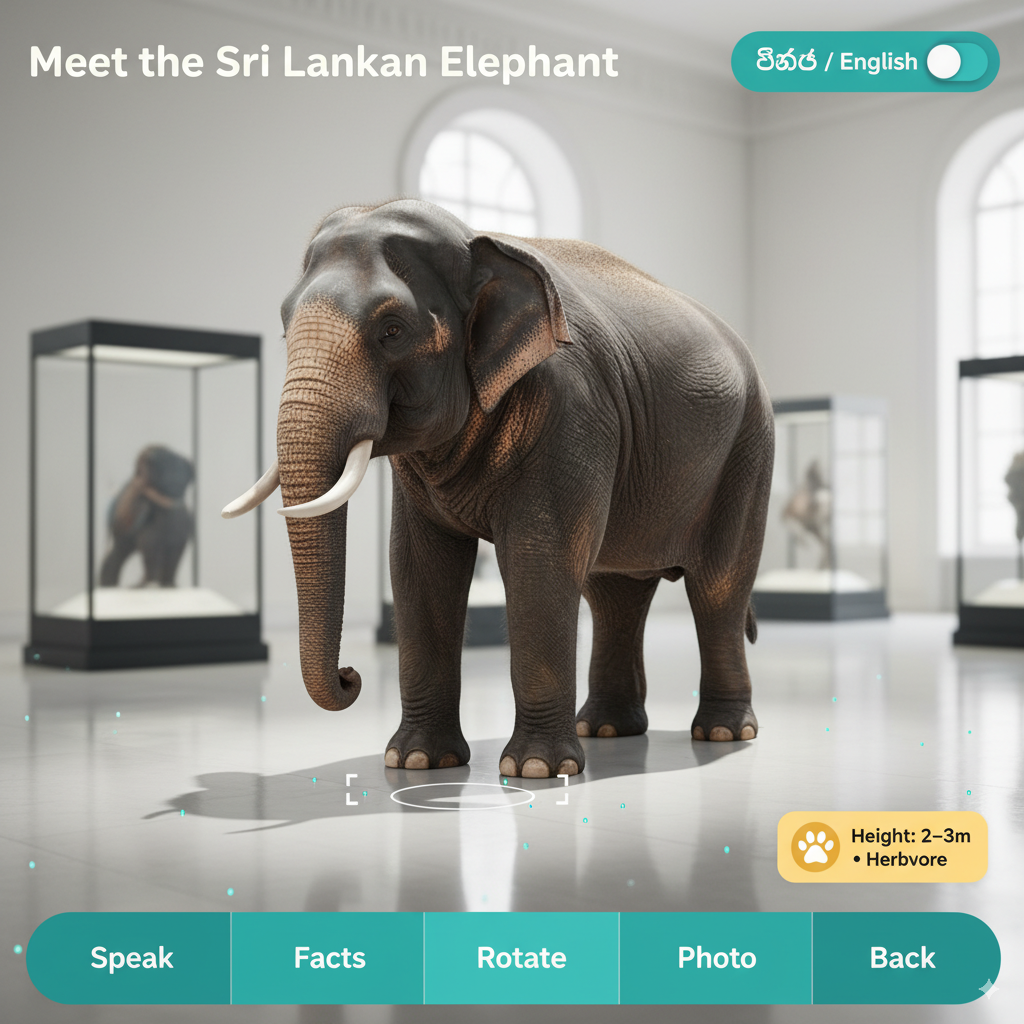 Meet the Sri Lankan Elephant
/ English
Height: 2–3m
• Herbvore
Speak
Facts
Rotate
Photo
Back